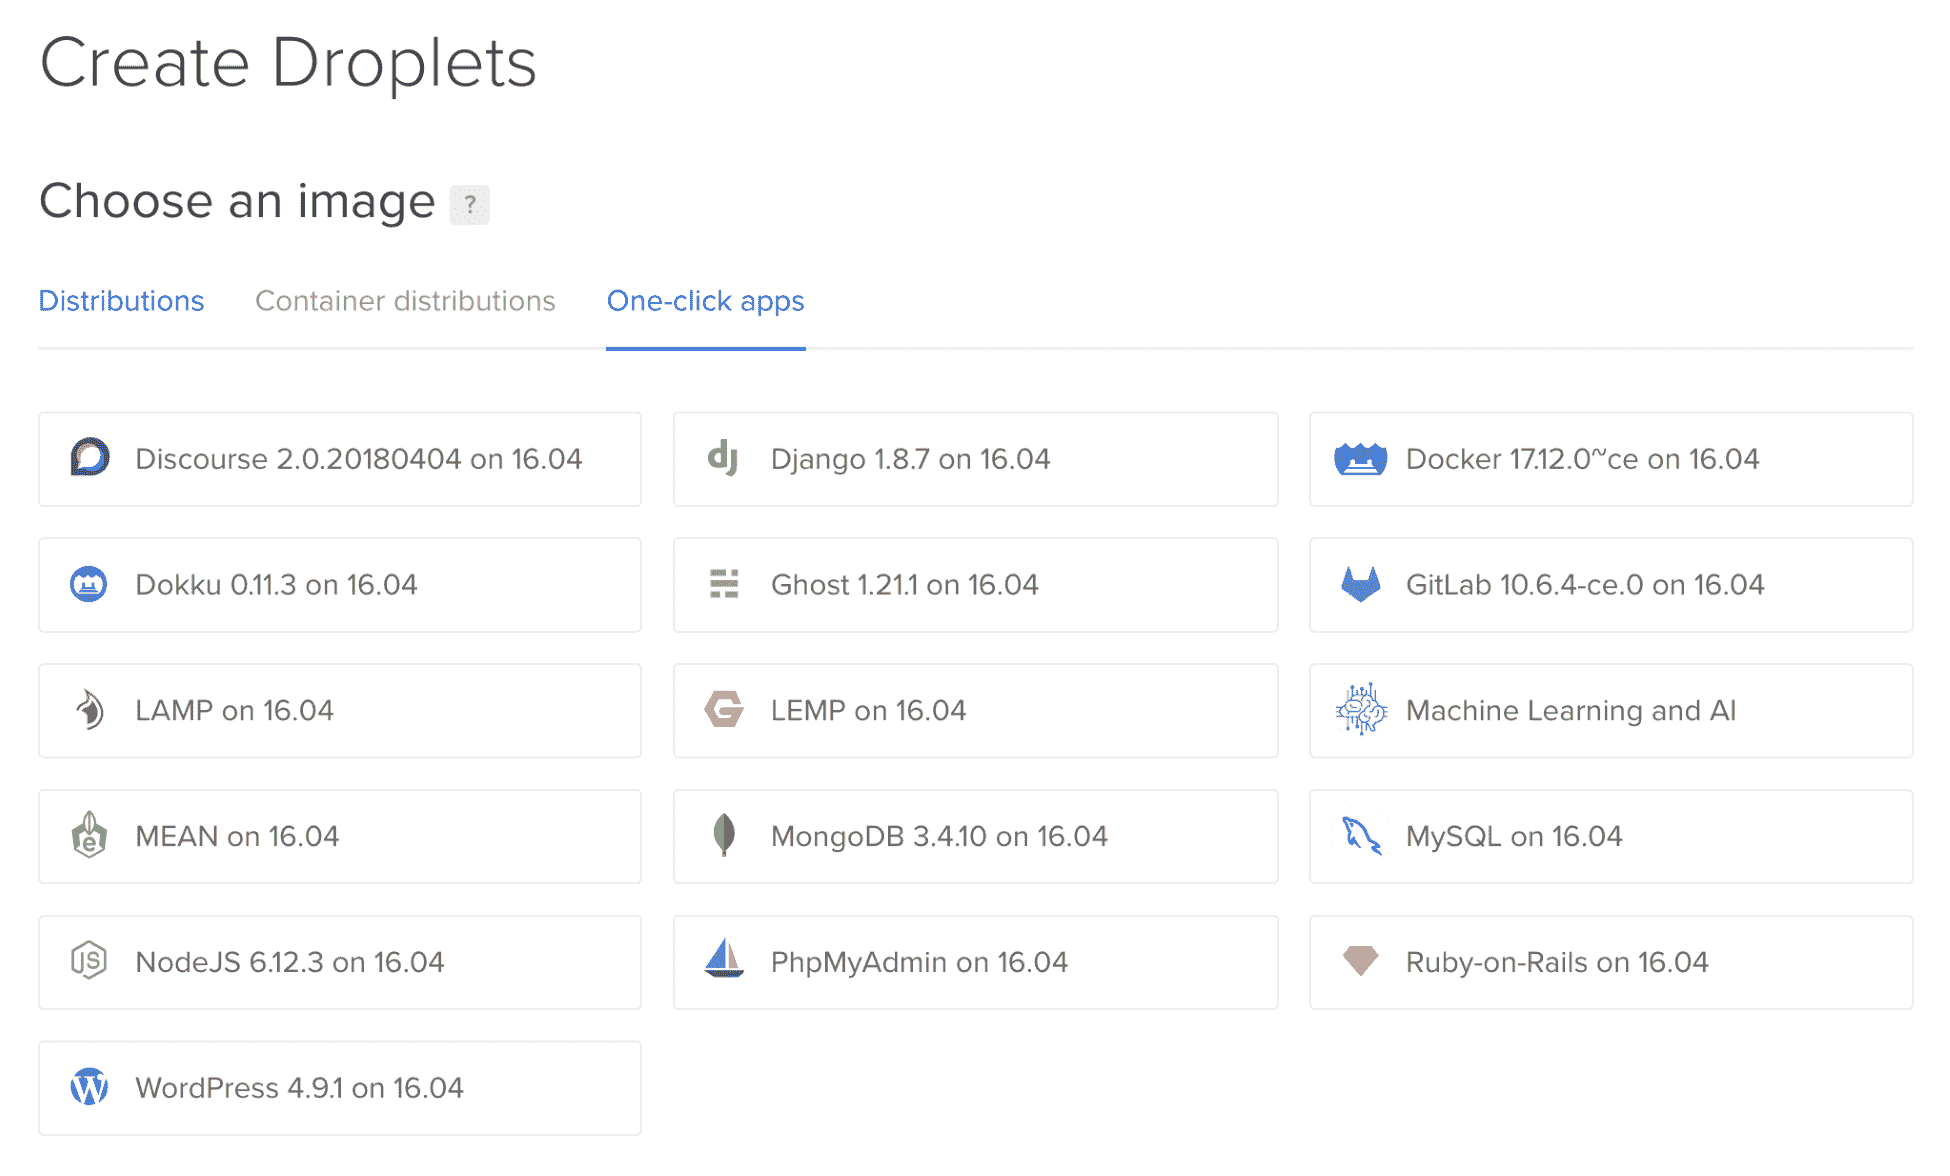 Create Droplets
Choose an image ?
Distributions Container distributions One-click apps
Discourse 2.0.20180404 on 16.04 Django 1.8.7 on 16.04 Docker 17.12.0~ce on 16.04
Dokku 0.11.3 on 16.04 Ghost 1.21.1 on 16.04 GitLab 10.6.4-ce.0 on 16.04
LAMP on 16.04 LEMP on 16.04 Machine Learning and AI
MEAN on 16.04 MongoDB 3.4.10 on 16.04 MySQL on 16.04
NodeJS 6.12.3 on 16.04 PhpMyAdmin on 16.04 Ruby-on-Rails on 16.04
WordPress 4.9.1 on 16.04